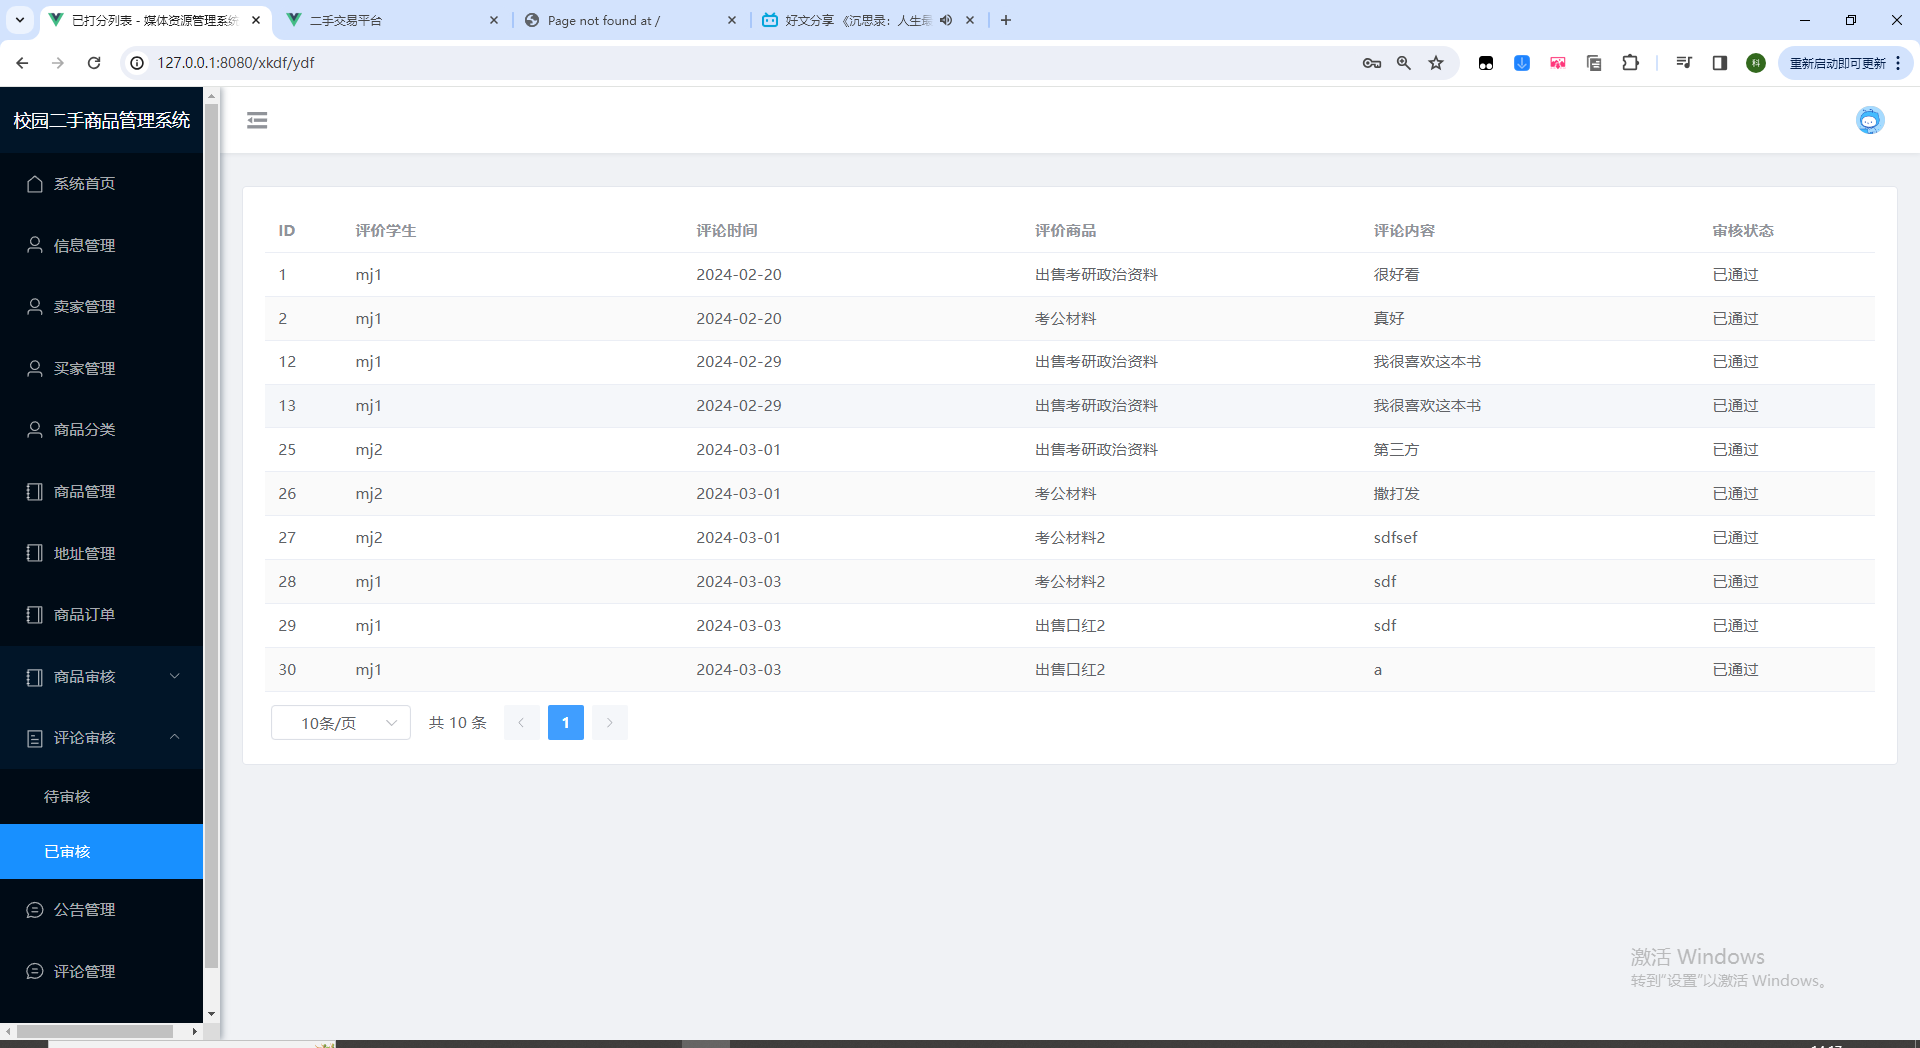 已打分列表 - 媒体资源管理系统
二手交易平台
Page not found at /
好文分享 《沉思录：人生最
127.0.0.1:8080/xkdf/ydf
科
重新启动即可更新
校园二手商品管理系统
系统首页
信息管理
卖家管理
买家管理
商品分类
商品管理
地址管理
商品订单
商品审核
评论审核
待审核
已审核
公告管理
评论管理
ID 评价学生 评论时间 评价商品 评论内容 审核状态
1 mj1 2024-02-20 出售考研政治资料 很好看 已通过
2 mj1 2024-02-20 考公材料 真好 已通过
12 mj1 2024-02-29 出售考研政治资料 我很喜欢这本书 已通过
13 mj1 2024-02-29 出售考研政治资料 我很喜欢这本书 已通过
25 mj2 2024-03-01 出售考研政治资料 第三方 已通过
26 mj2 2024-03-01 考公材料 撒打发 已通过
27 mj2 2024-03-01 考公材料2 sdfsef 已通过
28 mj1 2024-03-03 考公材料2 sdf 已通过
29 mj1 2024-03-03 出售口红2 sdf 已通过
30 mj1 2024-03-03 出售口红2 a 已通过
10条/页 共 10 条 1
激活 Windows
转到“设置”以激活 Windows。